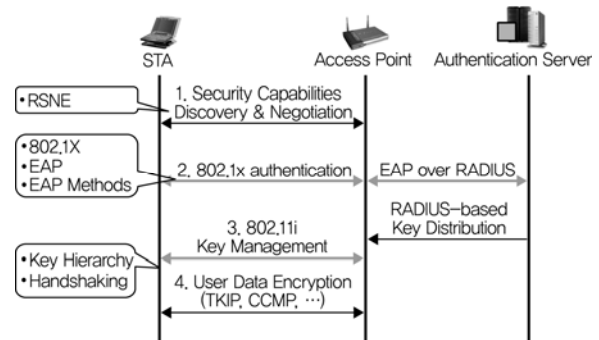 STA
Access Point
Authentication Server
•RSNE
1. Security Capabilities
Discovery & Negotiation
•802.1X
•EAP
•EAP Methods
2. 802.1x authentication
EAP over RADIUS
RADIUS-based
Key Distribution
3. 802.11i
Key Management
•Key Hierarchy
•Handshaking
4. User Data Encryption
(TKIP, CCMP, …)